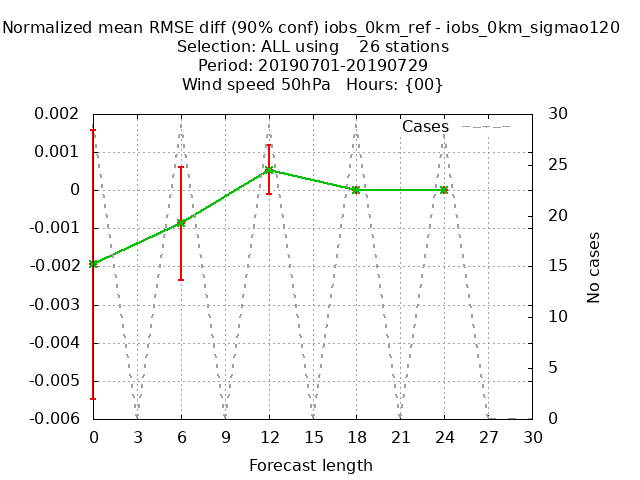 Normalized mean RMSE diff (90% conf) iobs_0km_ref - iobs_0km_sigmao120
Selection: ALL using    26 stations
Period: 20190701-20190729
Wind speed 50hPa   Hours: {00}
Cases
0.002
0.001
0
-0.001
-0.002
-0.003
-0.004
-0.005
-0.006
30
25
20
15
10
5
0
No cases
0 3 6 9 12 15 18 21 24 27 30
Forecast length